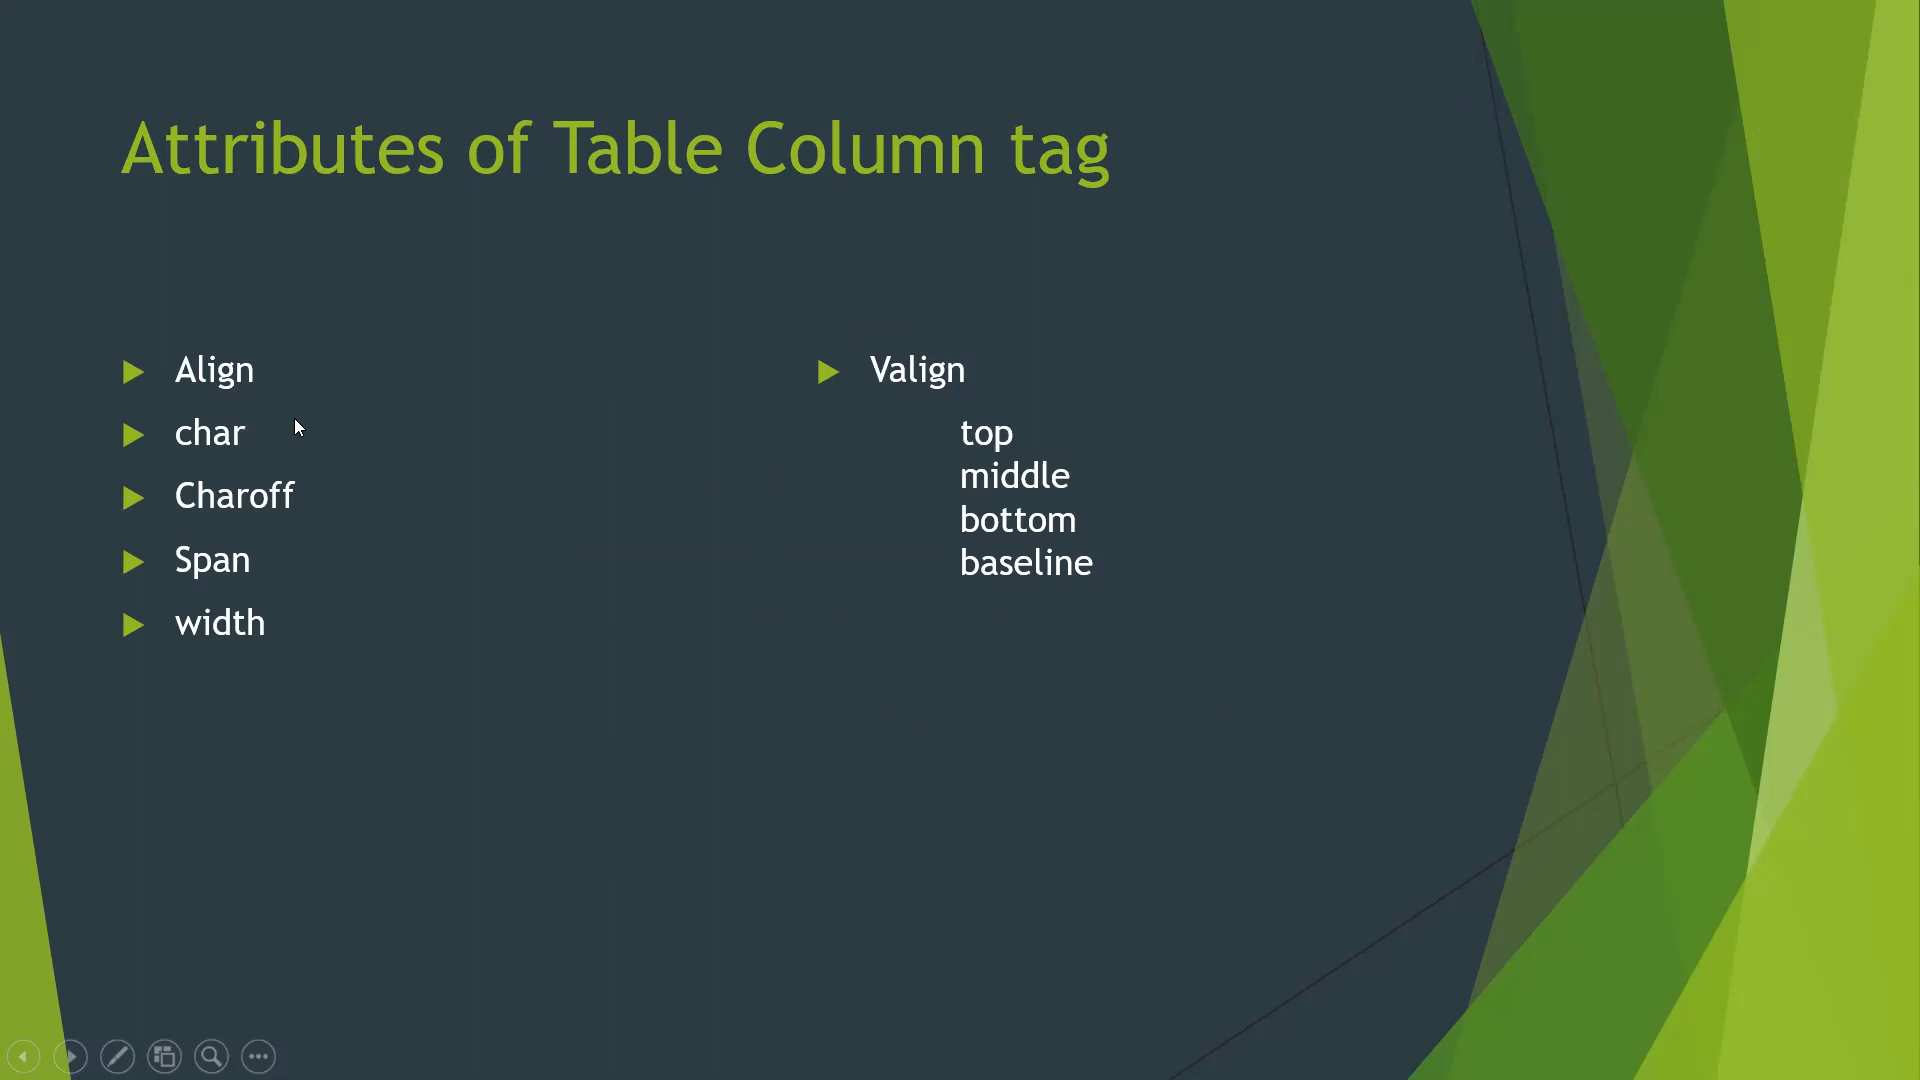 Attributes of Table Column tag
Align
char
Charoff
Span
width
Valign
top
middle
bottom
baseline